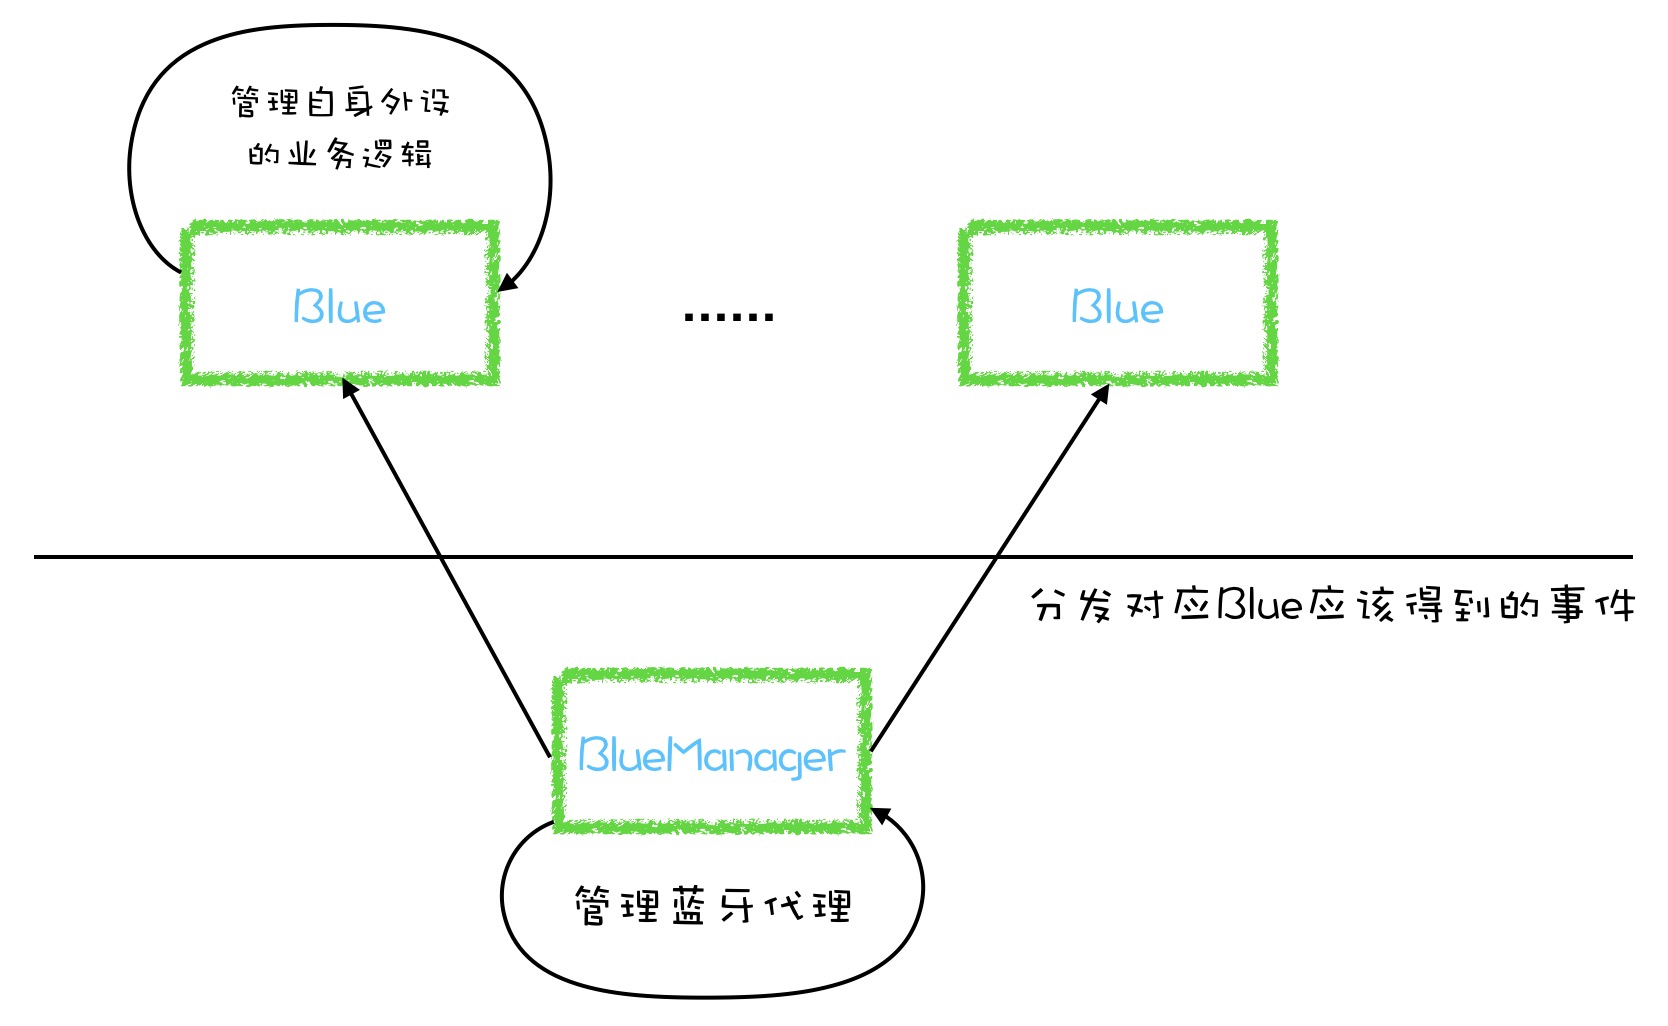 管理自身外设
的业务逻辑
Blue
......
Blue
分发对应Blue应该得到的事件
BlueManager
管理蓝牙代理